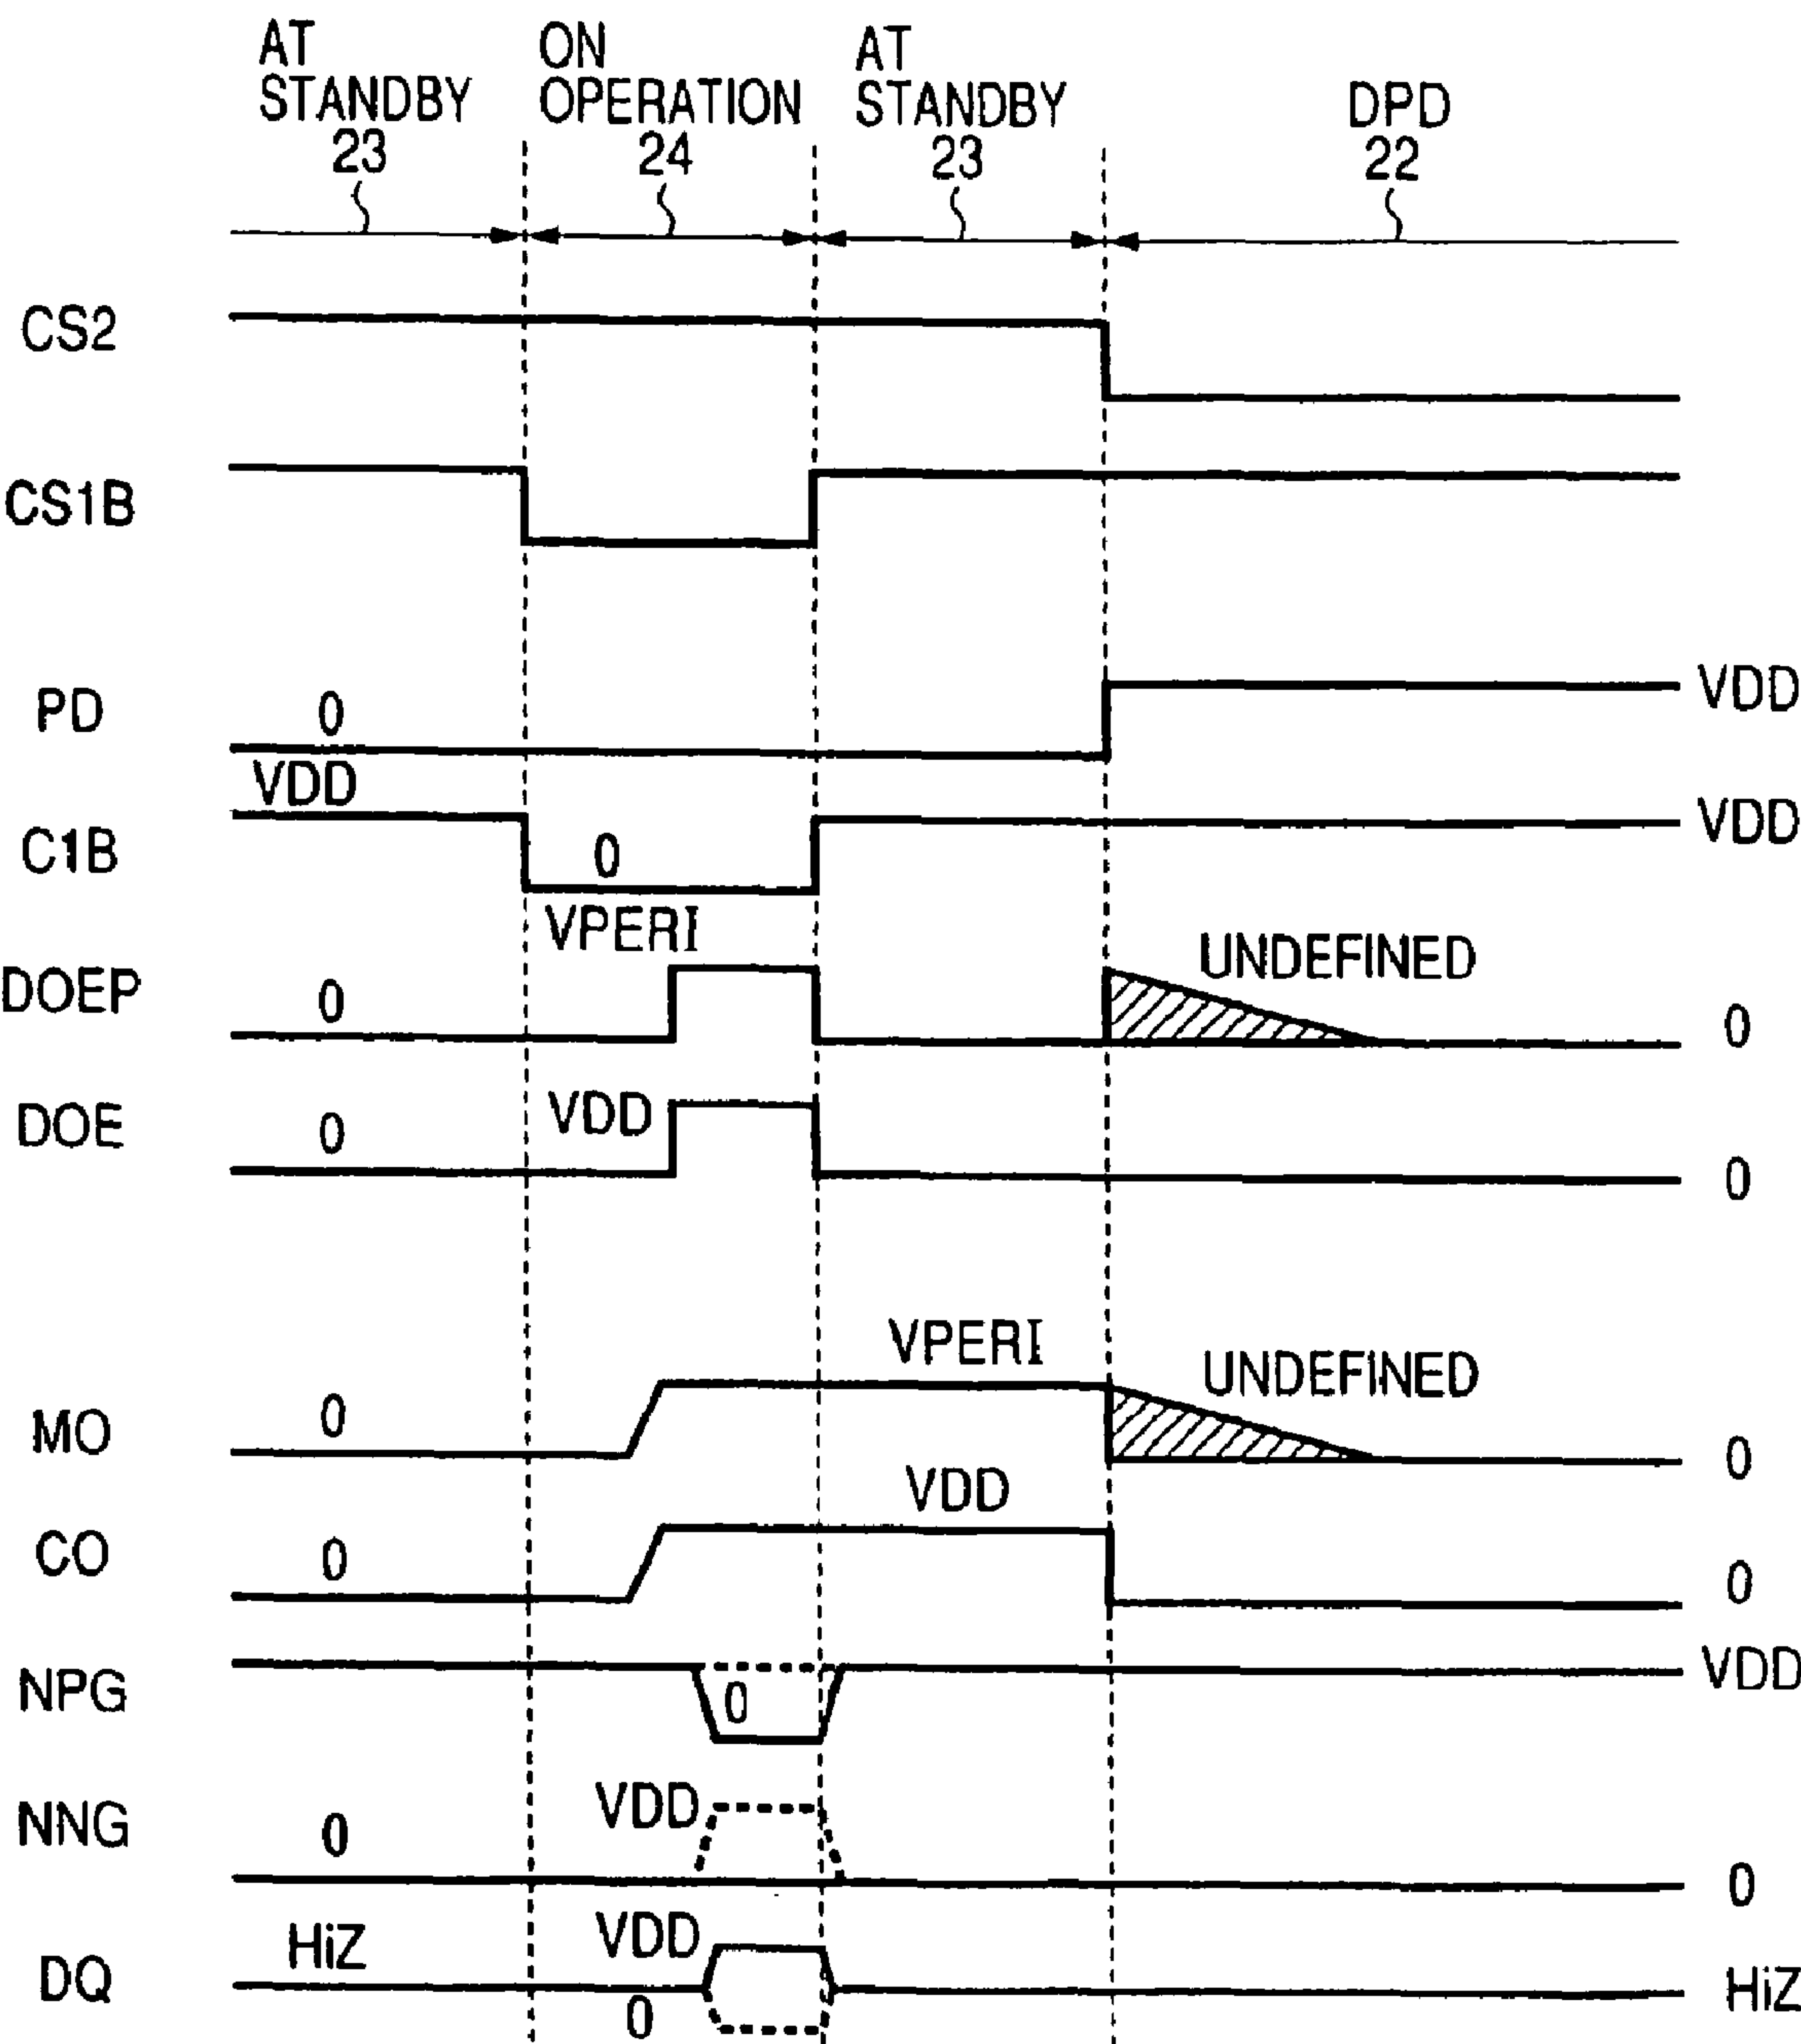 AT
STANDBY
23
ON
OPERATION
24
AT
STANDBY
23
DPD
22
CS2
CS1B
PD
0
VDD
VDD
C1B
0
VDD
VPERI
DOEP
0
UNDEFINED
0
DOE
0
VDD
0
MO
0
VPERI
UNDEFINED
0
CO
0
VDD
0
NPG
0
VDD
NNG
0
VDD
0
DQ
HiZ
VDD
0
HiZ